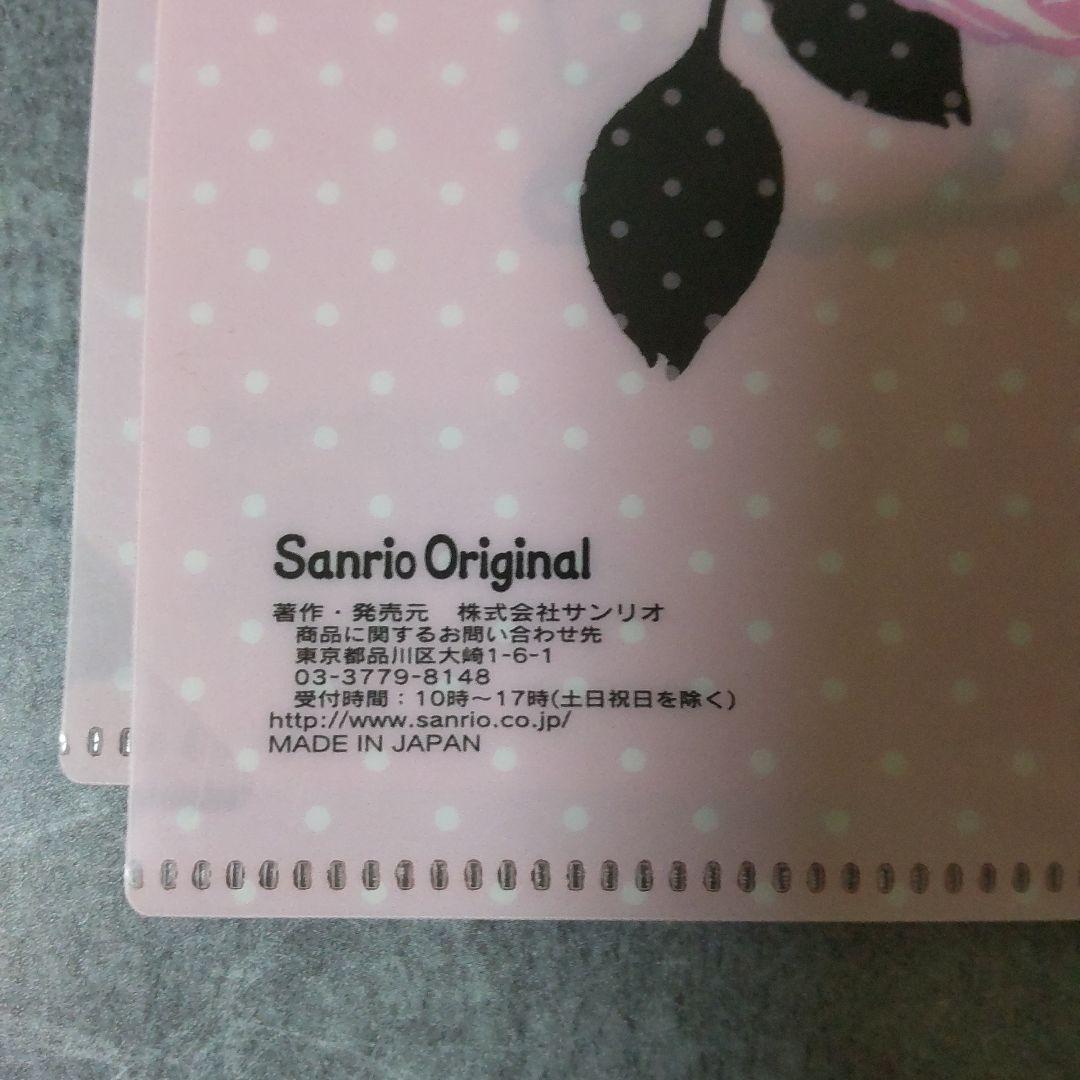 Sanrio Original
著作・発売元　株式会社サンリオ
商品に関するお問い合わせ先
東京都品川区大崎1-6-1
03-3779-8148
受付時間：10時～17時(土日祝日を除く)
http://www.sanrio.co.jp/
MADE IN JAPAN